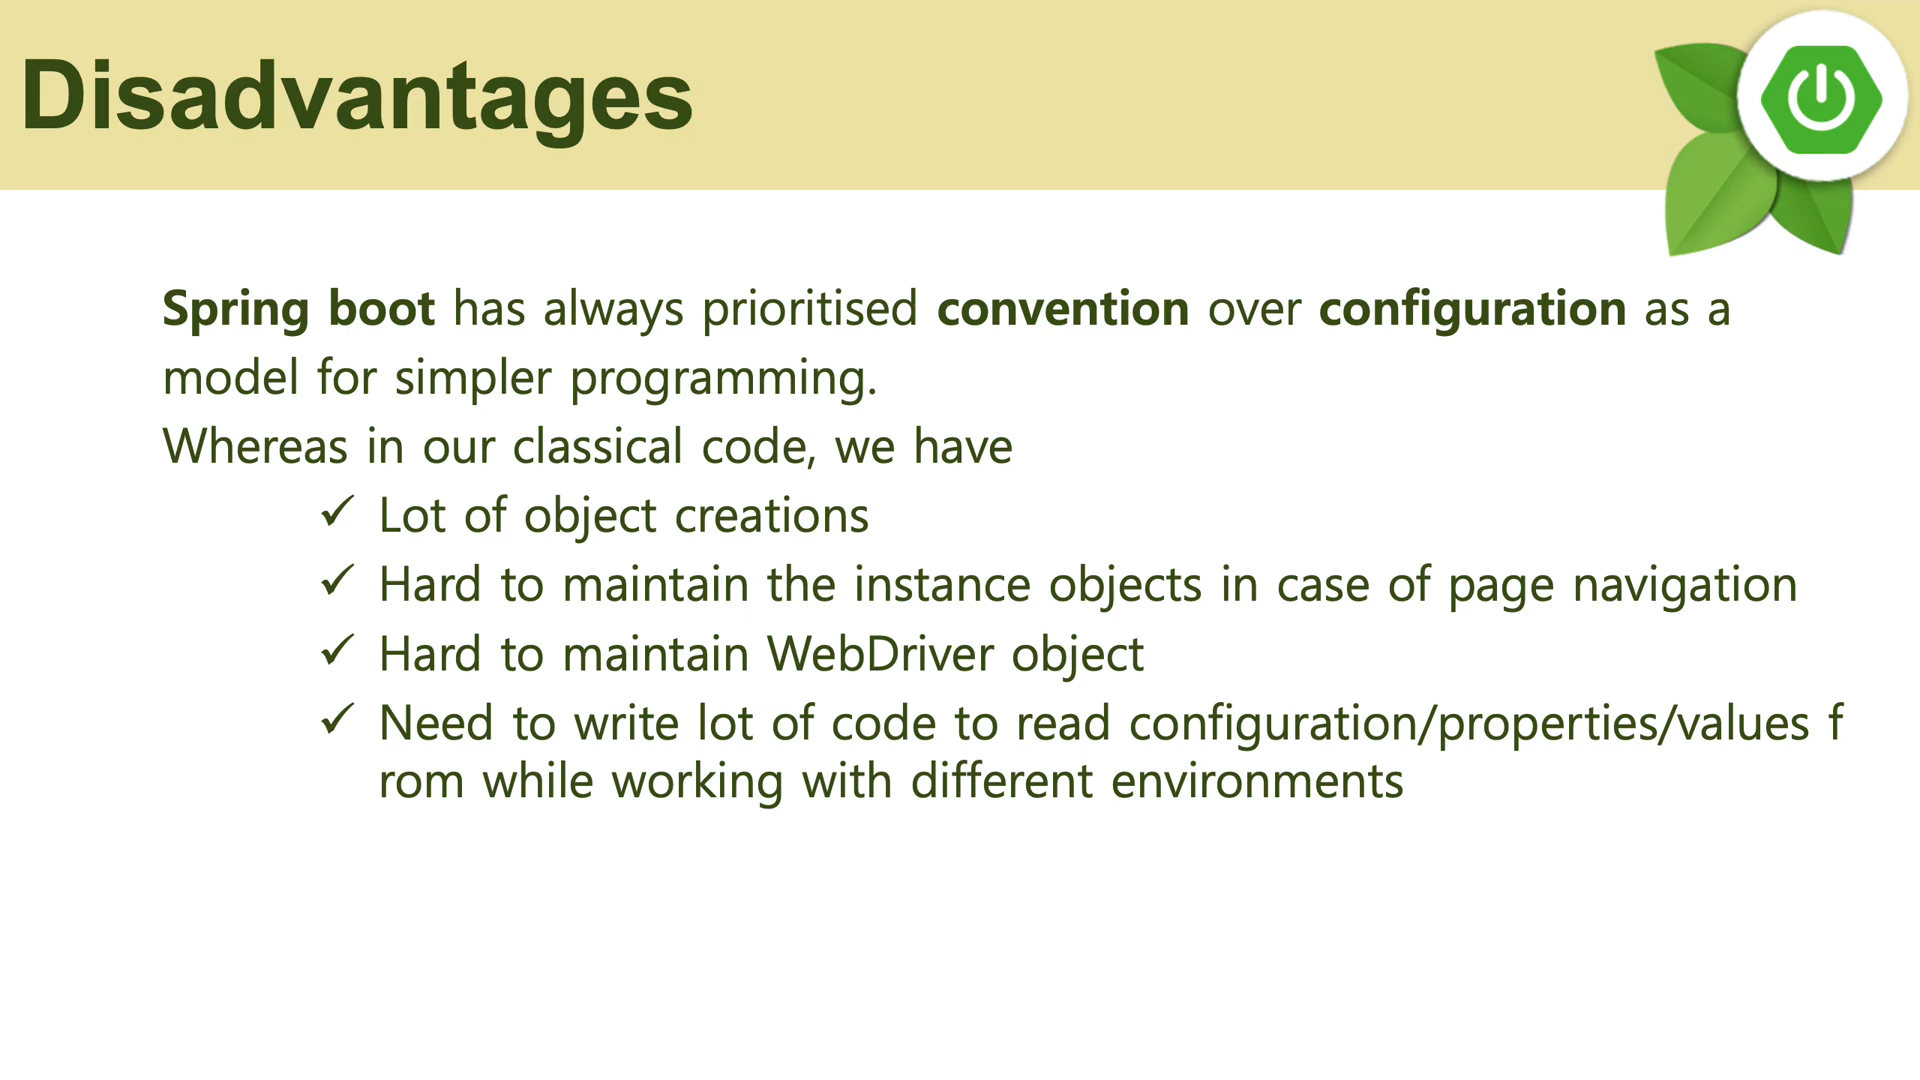 Disadvantages
Spring boot has always prioritised convention over configuration as a
model for simpler programming.
Whereas in our classical code, we have
✓ Lot of object creations
✓ Hard to maintain the instance objects in case of page navigation
✓ Hard to maintain WebDriver object
✓ Need to write lot of code to read configuration/properties/values f
rom while working with different environments